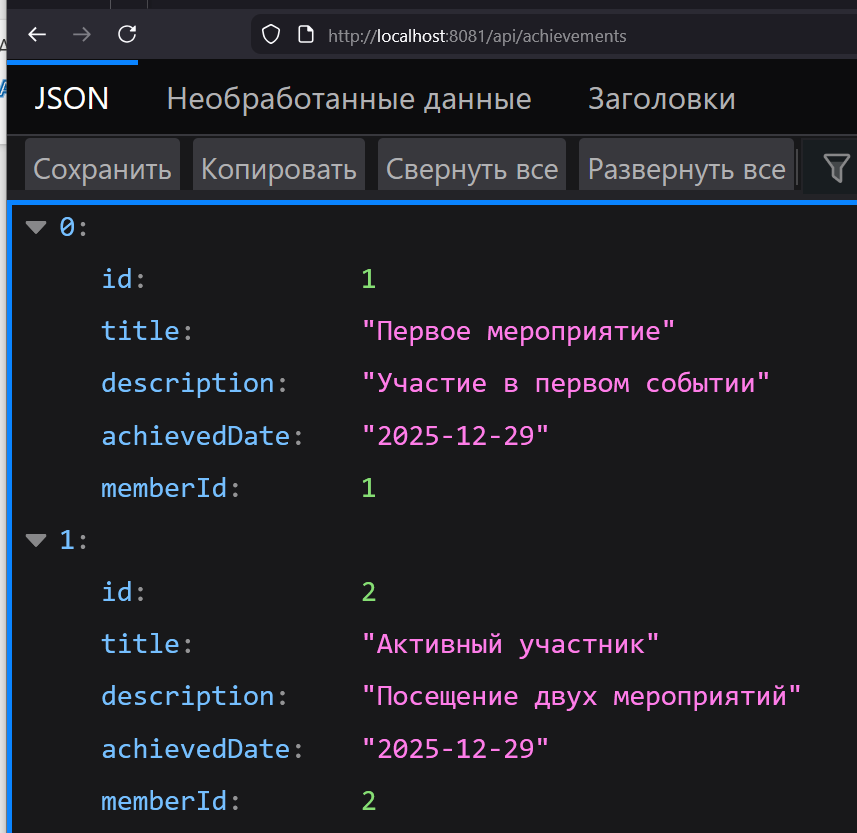 http://localhost:8081/api/achievements
JSON Необработанные данные Заголовки
Сохранить Копировать Свернуть все Развернуть все
0:
id: 1
title: "Первое мероприятие"
description: "Участие в первом событии"
achievedDate: "2025-12-29"
memberId: 1
1:
id: 2
title: "Активный участник"
description: "Посещение двух мероприятий"
achievedDate: "2025-12-29"
memberId: 2